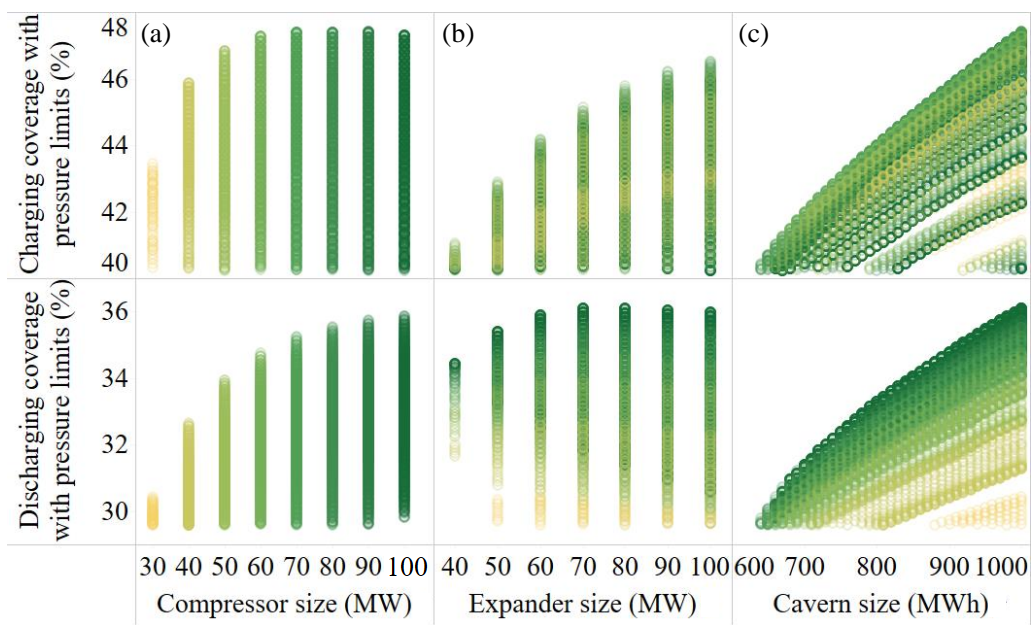 (a)
(b)
(c)
Charging coverage with
pressure limits (%)
48
46
44
42
40
Discharging coverage
with pressure limits (%)
36
34
32
30
30 40 50 60 70 80 90 100
40 50 60 70 80 90 100
600 700 800 900 1000
Compressor size (MW)
Expander size (MW)
Cavern size (MWh)